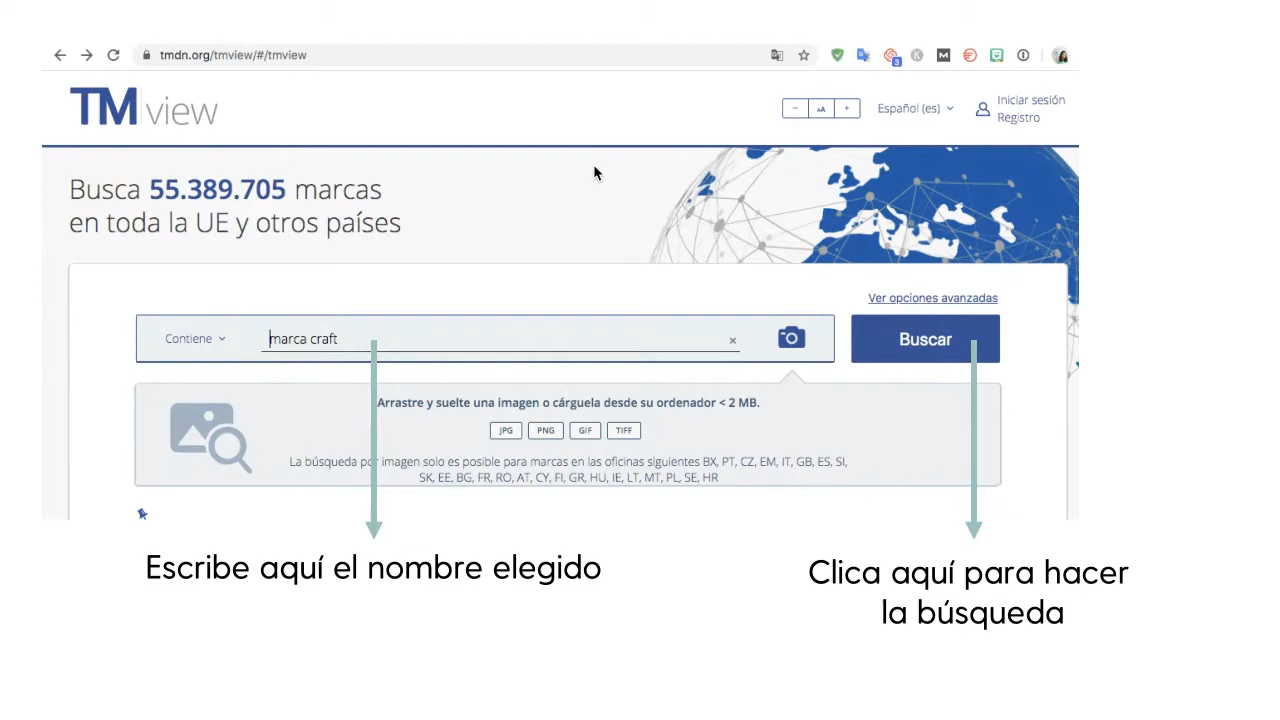 tmdn.org/tmview/#/tmview
3
TMview
- AA +
Español (es)
Iniciar sesión
Registro
Busca 55.389.705 marcas
en toda la UE y otros países
Ver opciones avanzadas
Contiene
marca craft
×
Buscar
Arrastre y suelte una imagen o cárguela desde su ordenador < 2 MB.
JPG PNG GIF TIFF
La búsqueda por imagen solo es posible para marcas en las oficinas siguientes BX, PT, CZ, EM, IT, GB, ES, SI,
SK, EE, BG, FR, RO, AT, CY, FI, GR, HU, IE, LT, MT, PL, SE, HR
Escribe aquí el nombre elegido
Clica aquí para hacer
la búsqueda